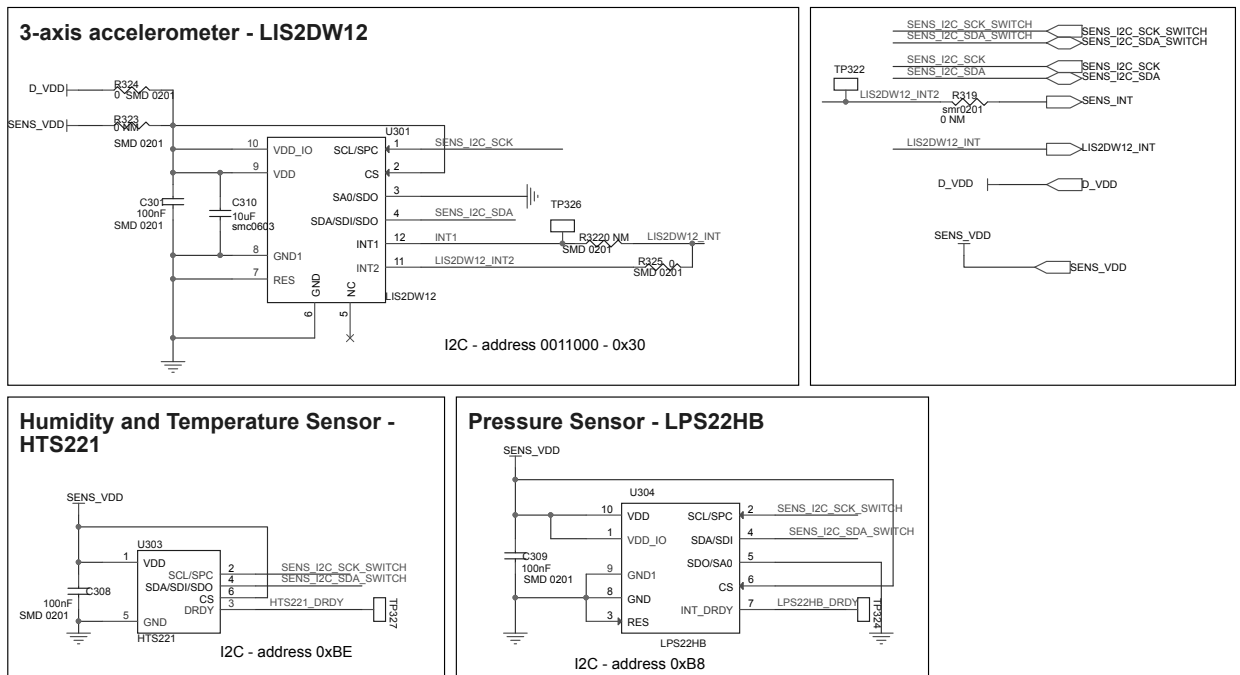 3-axis accelerometer - LIS2DW12
D_VDD
R324
0 SMD 0201
SENS_VDD
R323
0 NM
SMD 0201
U301
10 VDD_IO SCL/SPC 1 SENS_I2C_SCK
9 VDD CS 2
SA0/SDO 3
C301
100nF
SMD 0201
C310
10uF
smc0603
SDA/SDI/SDO 4 SENS_I2C_SDA
TP326
INT1 12 INT1
R322 0 NM
SMD 0201
LIS2DW12_INT
8 GND1
INT2 11 LIS2DW12_INT2
R325 0
SMD 0201
7 RES
GND
NC
6
5
LIS2DW12
I2C - address 0011000 - 0x30
SENS_I2C_SCK_SWITCH SENS_I2C_SCK_SWITCH
SENS_I2C_SDA_SWITCH SENS_I2C_SDA_SWITCH
SENS_I2C_SCK SENS_I2C_SCK
SENS_I2C_SDA SENS_I2C_SDA
TP322
LIS2DW12_INT2
R319
smr0201
0 NM
SENS_INT
LIS2DW12_INT LIS2DW12_INT
D_VDD D_VDD
SENS_VDD
SENS_VDD
Humidity and Temperature Sensor -
HTS221
SENS_VDD
U303
1 VDD
SCL/SPC 2 SENS_I2C_SCK_SWITCH
SDA/SDI/SDO 4 SENS_I2C_SDA_SWITCH
CS 6
DRDY 3 HTS221_DRDY
TP327
C308
100nF
SMD 0201
5 GND
HTS221
I2C - address 0xBE
Pressure Sensor - LPS22HB
SENS_VDD
U304
10 VDD SCL/SPC 2 SENS_I2C_SCK_SWITCH
1 VDD_IO SDA/SDI 4 SENS_I2C_SDA_SWITCH
C309
100nF
SMD 0201
SDO/SA0 5
9 GND1
CS 6
8 GND
INT_DRDY 7 LPS22HB_DRDY
TP324
3 RES
LPS22HB
I2C - address 0xB8